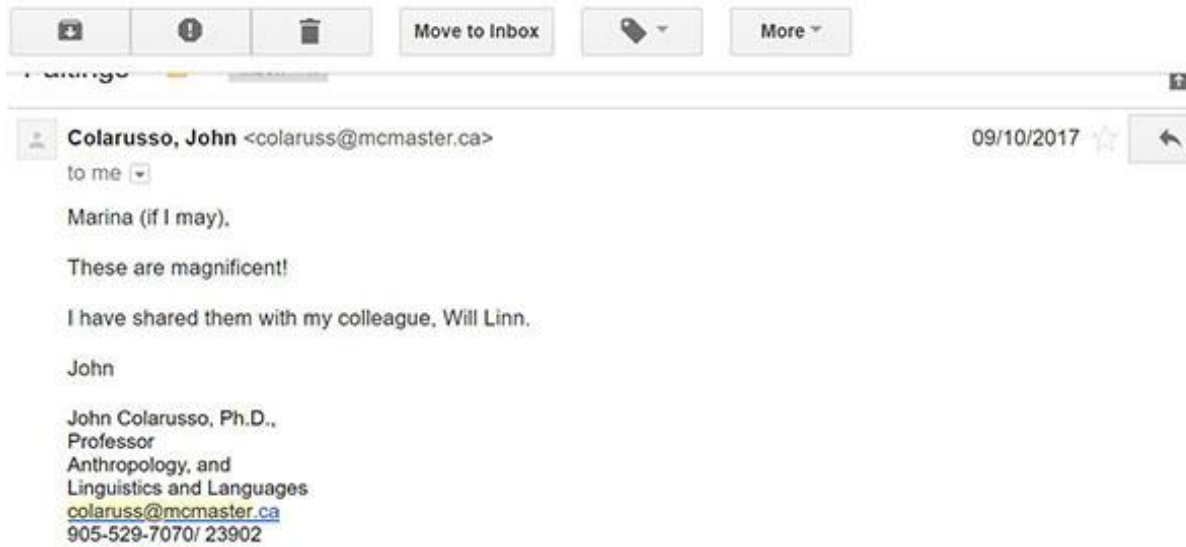 Move to Inbox
More
Colarusso, John <colaruss@mcmaster.ca>
09/10/2017
to me
Marina (if I may),
These are magnificent!
I have shared them with my colleague, Will Linn.
John
John Colarusso, Ph.D.,
Professor
Anthropology, and
Linguistics and Languages
colaruss@mcmaster.ca
905-529-7070/ 23902